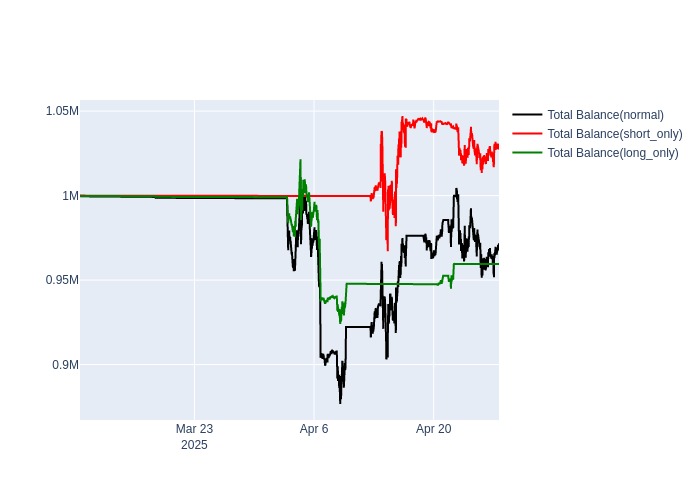 1.05M
1M
0.95M
0.9M
Mar 23
2025
Apr 6
Apr 20
Total Balance(normal)
Total Balance(short_only)
Total Balance(long_only)